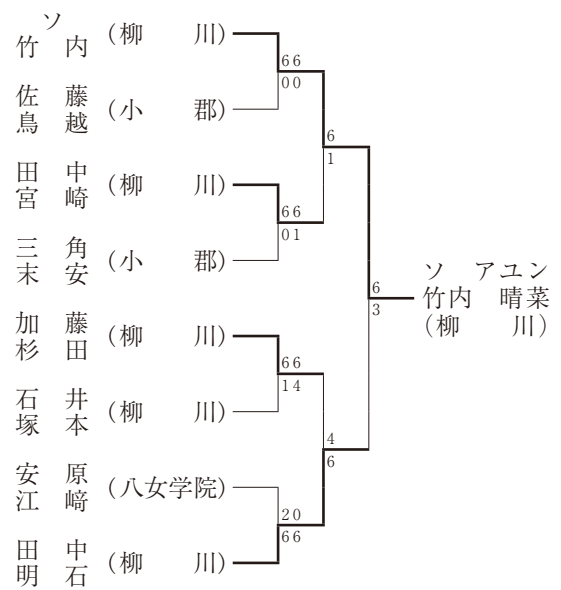 ソ
竹 内 (柳 川)
66
00
佐 藤
鳥 越 (小 郡)
6
1
田 中
宮 崎 (柳 川)
66
01
三 角
末 安 (小 郡)
6
3
ソ アユン
竹内 晴菜
(柳 川)
加 藤
杉 田 (柳 川)
66
14
石 井
塚 本 (柳 川)
4
6
安 原
江 﨑 (八女学院)
20
66
田 中
明 石 (柳 川)